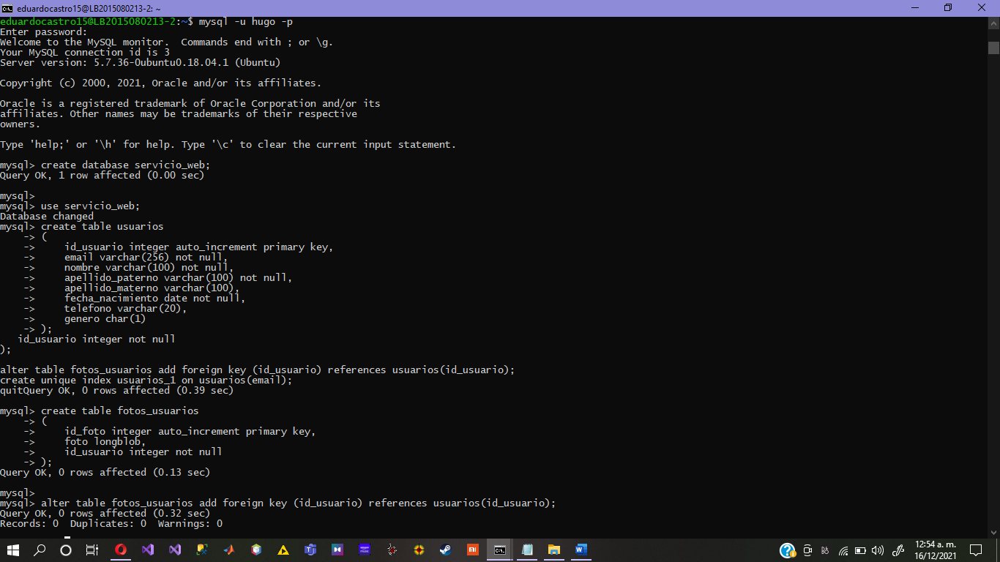 eduardocastro15@LB2015080213-2: ~
eduardocastro15@LB2015080213-2:~$ mysql -u hugo -p
Enter password:
Welcome to the MySQL monitor.  Commands end with ; or \g.
Your MySQL connection id is 3
Server version: 5.7.36-0ubuntu0.18.04.1 (Ubuntu)

Copyright (c) 2000, 2021, Oracle and/or its affiliates.

Oracle is a registered trademark of Oracle Corporation and/or its
affiliates. Other names may be trademarks of their respective
owners.

Type 'help;' or '\h' for help. Type '\c' to clear the current input statement.

mysql> create database servicio_web;
Query OK, 1 row affected (0.00 sec)

mysql>
mysql> use servicio_web;
Database changed
mysql> create table usuarios
    -> (
    ->     id_usuario integer auto_increment primary key,
    ->     email varchar(256) not null,
    ->     nombre varchar(100) not null,
    ->     apellido_paterno varchar(100) not null,
    ->     apellido_materno varchar(100),
    ->     fecha_nacimiento date not null,
    ->     telefono varchar(20),
    ->     genero char(1)
    -> );
   id_usuario integer not null
);

alter table fotos_usuarios add foreign key (id_usuario) references usuarios(id_usuario);
create unique index usuarios_1 on usuarios(email);
quitQuery OK, 0 rows affected (0.39 sec)

mysql> create table fotos_usuarios
    -> (
    ->     id_foto integer auto_increment primary key,
    ->     foto longblob,
    ->     id_usuario integer not null
    -> );
Query OK, 0 rows affected (0.13 sec)

mysql>
mysql> alter table fotos_usuarios add foreign key (id_usuario) references usuarios(id_usuario);
Query OK, 0 rows affected (0.32 sec)
Records: 0  Duplicates: 0  Warnings: 0
12:54 a. m.
16/12/2021